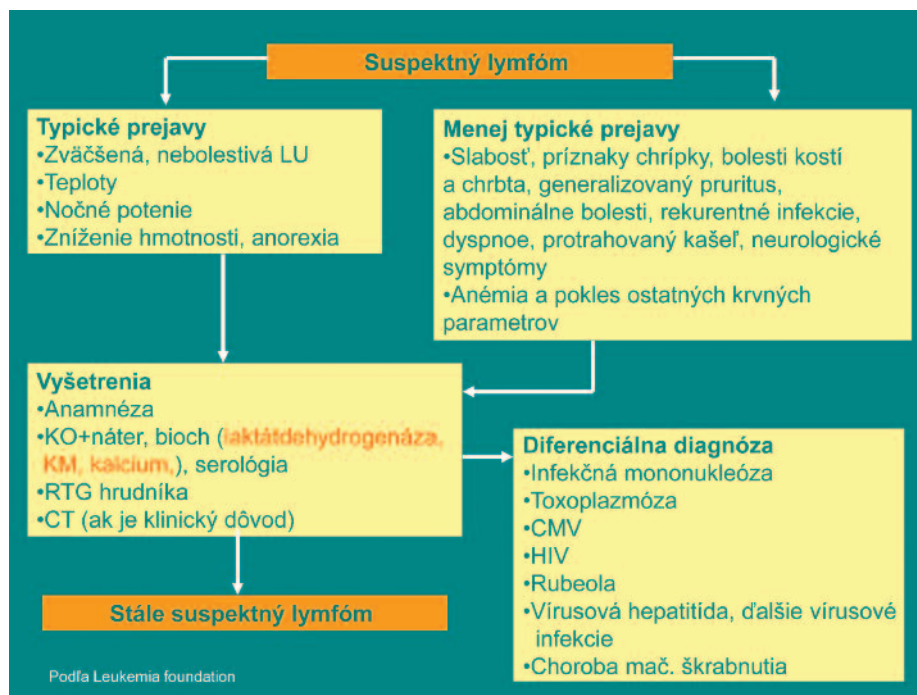 Suspektný lymfóm
Typické prejavy
•Zväčšená, nebolestivá LU
•Teploty
•Nočné potenie
•Zníženie hmotnosti, anorexia
Menej typické prejavy
•Slabosť, príznaky chrípky, bolesti kostí
a chrbta, generalizovaný pruritus,
abdominálne bolesti, rekurentné infekcie,
dyspnoe, protrahovaný kašeľ, neurologické
symptómy
•Anémia a pokles ostatných krvných
parametrov
Vyšetrenia
•Anamnéza
•KO+náter, bioch (laktátdehydrogenáza,
KM, kalcium,), serológia
•RTG hrudníka
•CT (ak je klinický dôvod)
Diferenciálna diagnóza
•Infekčná mononukleóza
•Toxoplazmóza
•CMV
•HIV
•Rubeola
•Vírusová hepatitída, ďalšie vírusové
infekcie
•Choroba mač. škrabnutia
Stále suspektný lymfóm
Podľa Leukemia foundation